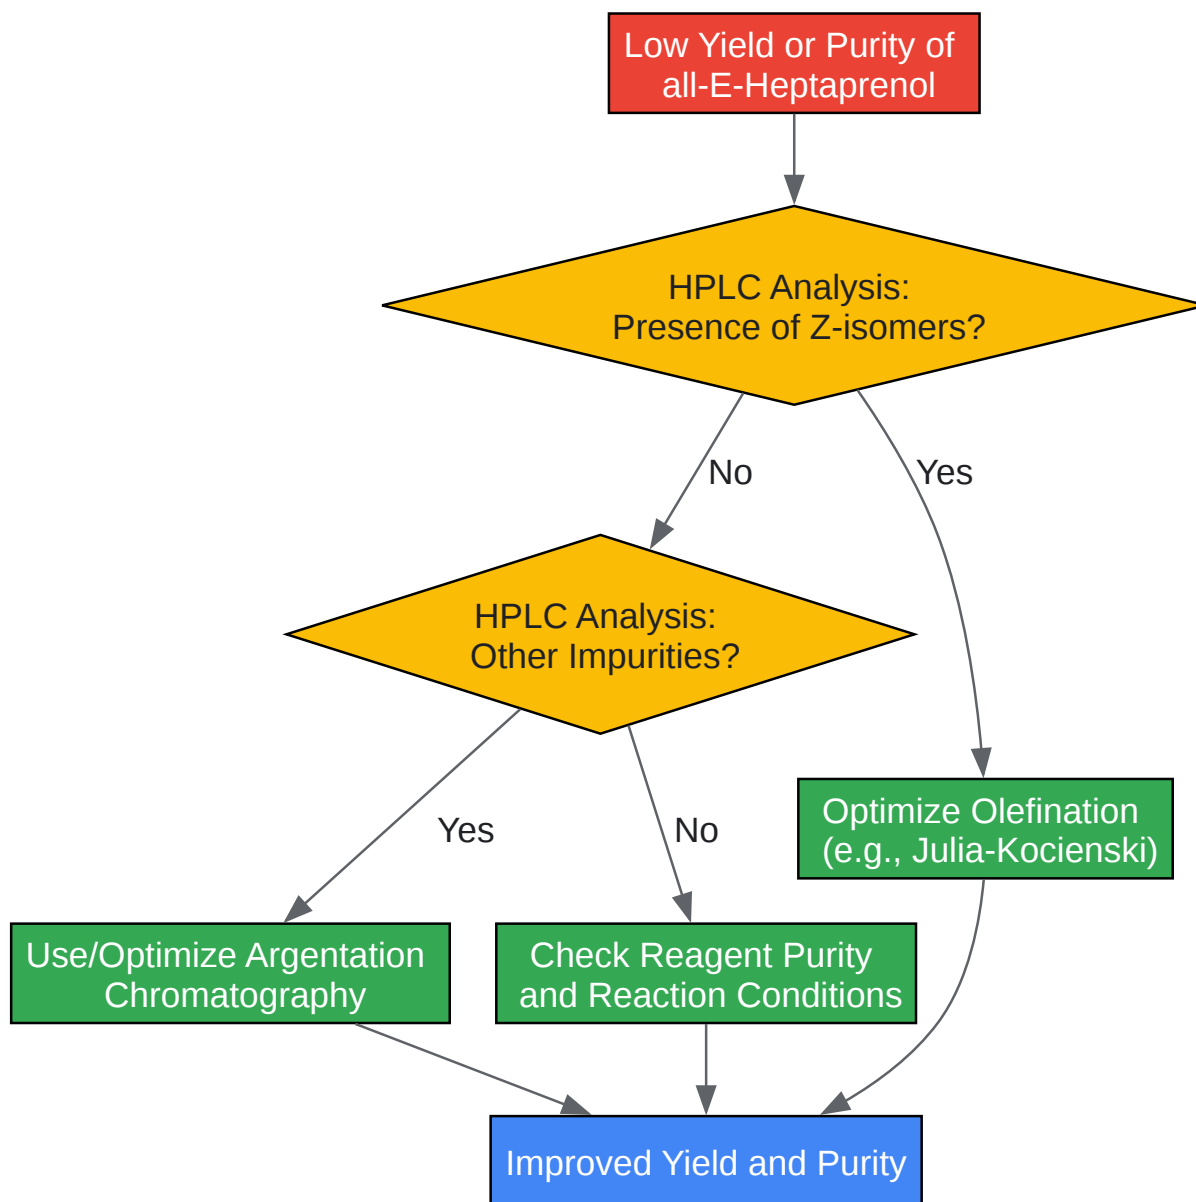 Low Yield or Purity of
all-E-Heptaprenol
HPLC Analysis:
Presence of Z-isomers?
No
Yes
HPLC Analysis:
Other Impurities?
Yes
No
Optimize Olefination
(e.g., Julia-Kocienski)
Use/Optimize Argentation
Chromatography
Check Reagent Purity
and Reaction Conditions
Improved Yield and Purity